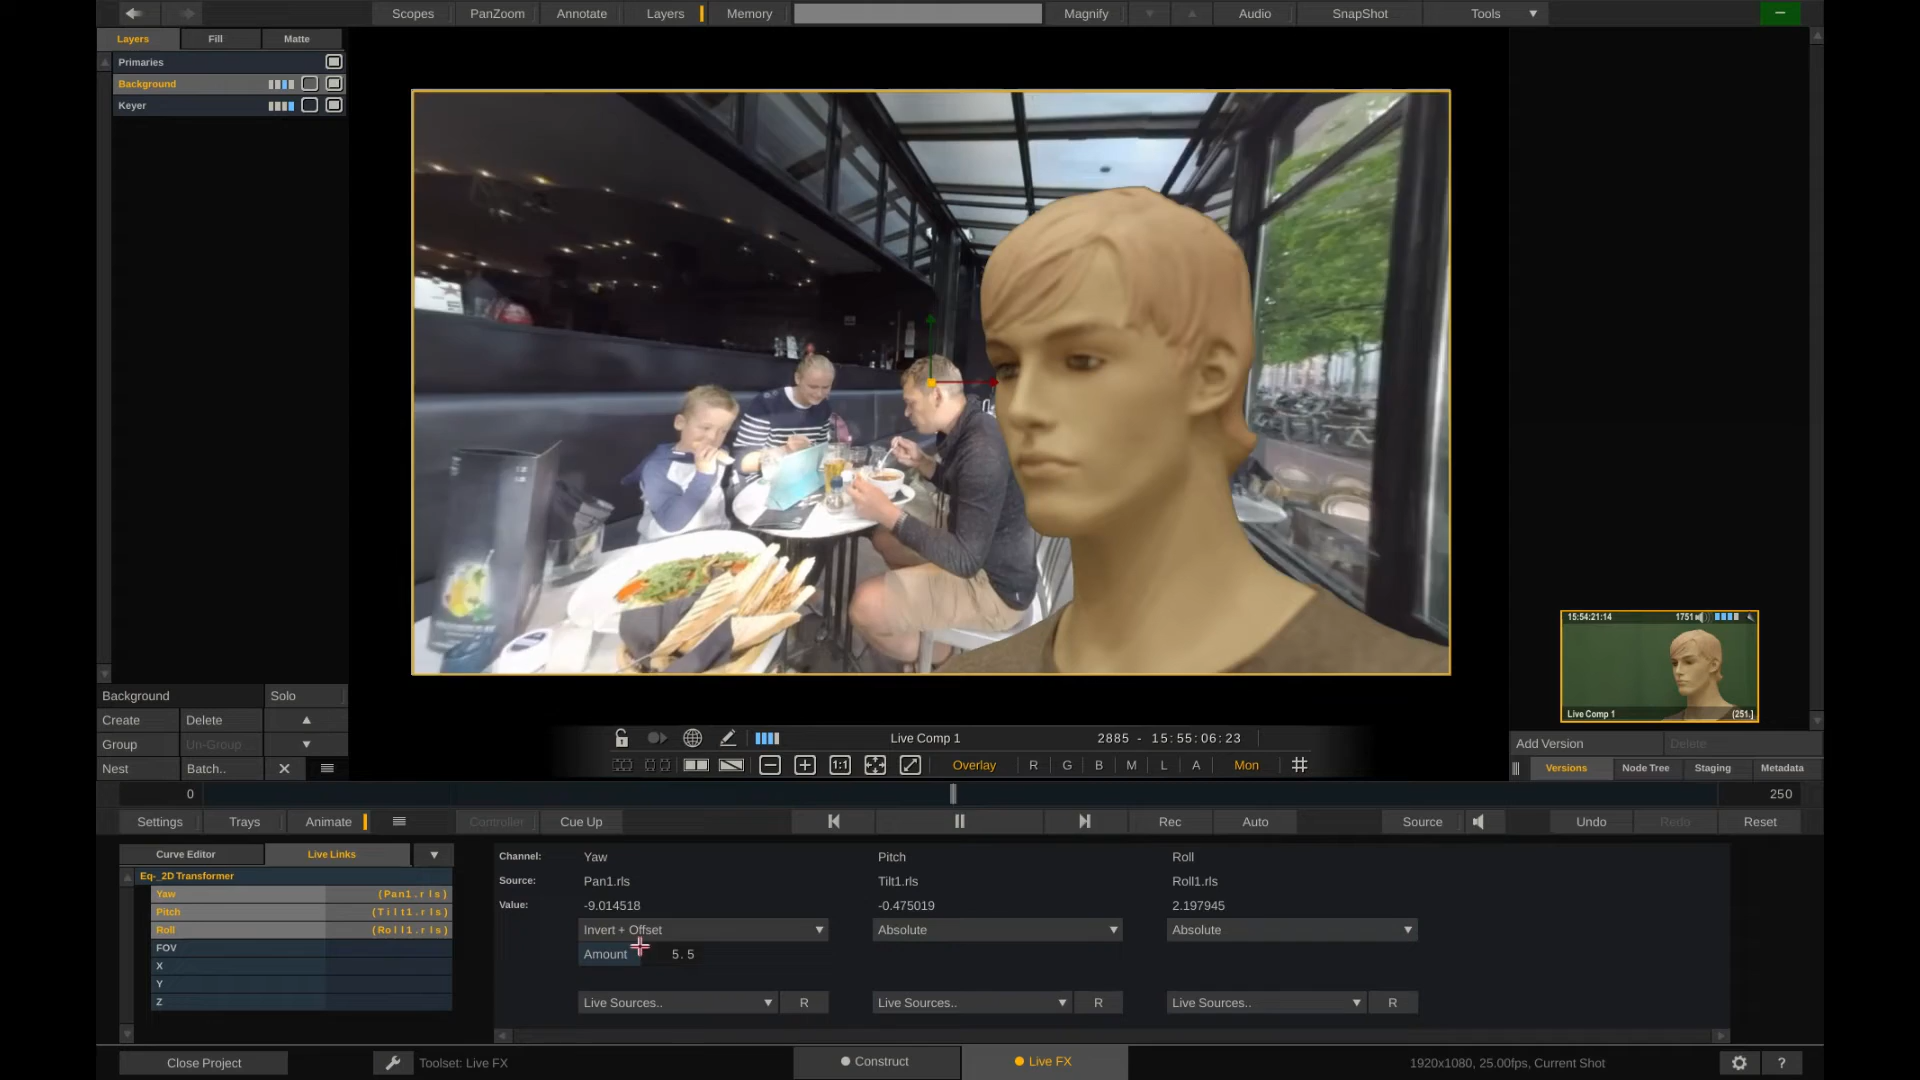 Scopes PanZoom Annotate Layers Memory Magnify Audio SnapShot Tools
Layers Fill Matte
Primaries
Background
Keyer
15:54:21:14 1751
Live Comp 1 (251.)
Background Solo
Create Delete
Group Un-Group
Nest Batch..
Live Comp 1 2885 - 15:55:06:23
1:1 Overlay R G B M L A Mon
Add Version Delete
Versions Node Tree Staging Metadata
0 250
Settings Trays Animate Controller Cue Up Rec Auto Source Undo Redo Reset
Curve Editor Live Links
Eq-_2D Transformer
Yaw (Pan1.rls)
Pitch (Tilt1.rls)
Roll (Roll1.rls)
FOV
X
Y
Z
Channel: Yaw Pitch Roll
Source: Pan1.rls Tilt1.rls Roll1.rls
Value: -9.014518 -0.475019 2.197945
Invert + Offset Absolute Absolute
Amount 5.5
Live Sources.. R Live Sources.. R Live Sources.. R
Close Project Toolset: Live FX Construct Live FX 1920x1080, 25.00fps, Current Shot ?